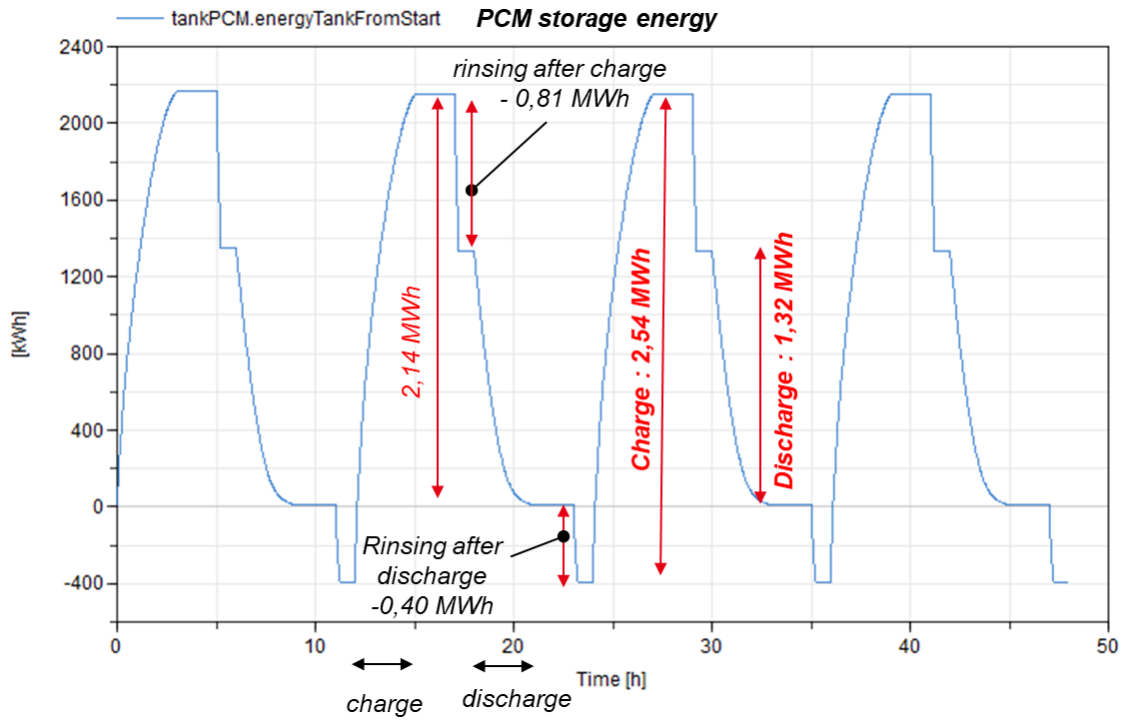 tankPCM.energyTankFromStart
PCM storage energy
2400
2000
1600
1200
800
400
0
-400
[kWh]
rinsing after charge
- 0,81 MWh
2,14 MWh
Charge : 2,54 MWh
Discharge : 1,32 MWh
Rinsing after
discharge
-0,40 MWh
0
10
20
30
40
50
Time [h]
charge
discharge